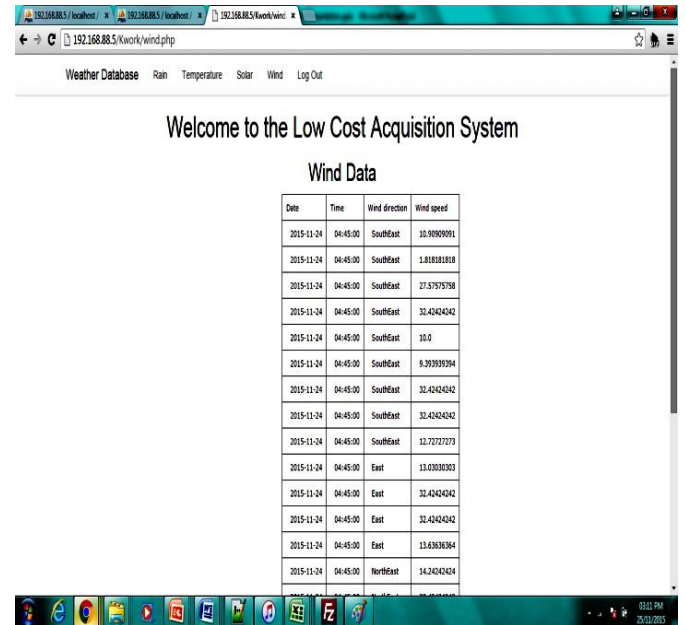 192.168.88.5 / localhost / x 192.168.88.5 / localhost / x 192.168.88.5/Kwork/wind. x
192.168.88.5/Kwork/wind.php
Weather Database Rain Temperature Solar Wind Log Out
Welcome to the Low Cost Acquisition System
Wind Data
Date Time Wind direction Wind speed
2015-11-24 04:45:00 SouthEast 10.90909091
2015-11-24 04:45:00 SouthEast 1.818181818
2015-11-24 04:45:00 SouthEast 27.57575758
2015-11-24 04:45:00 SouthEast 32.42424242
2015-11-24 04:45:00 SouthEast 10.0
2015-11-24 04:45:00 SouthEast 9.393939394
2015-11-24 04:45:00 SouthEast 32.42424242
2015-11-24 04:45:00 SouthEast 32.42424242
2015-11-24 04:45:00 SouthEast 12.72727273
2015-11-24 04:45:00 East 13.03030303
2015-11-24 04:45:00 East 32.42424242
2015-11-24 04:45:00 East 32.42424242
2015-11-24 04:45:00 East 13.63636364
2015-11-24 04:45:00 NorthEast 14.24242424
03:11 PM
25/11/2015